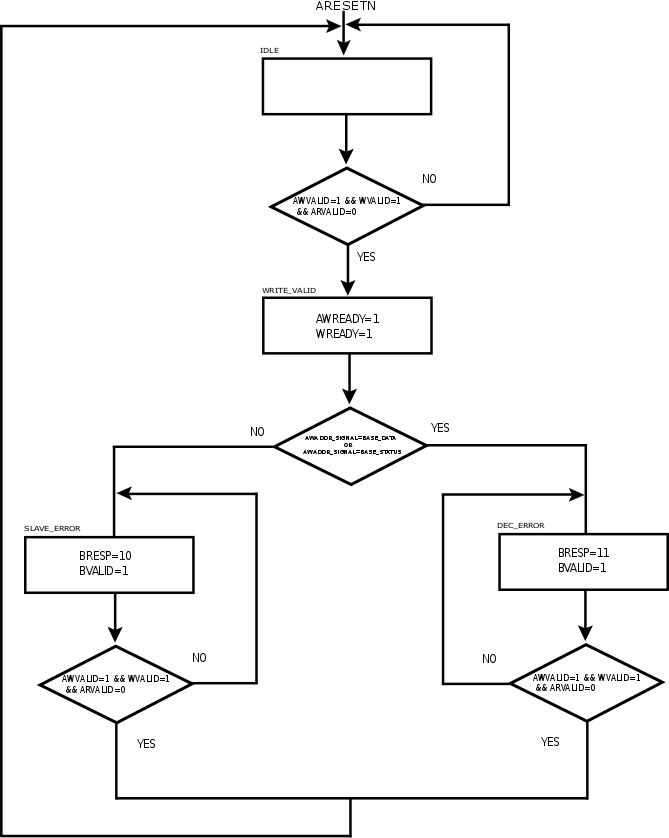 ARESETN
IDLE
AWVALID=1 && WVALID=1
&& ARVALID=0
NO
YES
WRITE_VALID
AWREADY=1
WREADY=1
AWADDR_SIGNAL=BASE_DATA
OR
AWADDR_SIGNAL=BASE_STATUS
NO
YES
SLAVE_ERROR
BRESP=10
BVALID=1
AWVALID=1 && WVALID=1
&& ARVALID=0
NO
YES
DEC_ERROR
BRESP=11
BVALID=1
AWVALID=1 && WVALID=1
&& ARVALID=0
NO
YES